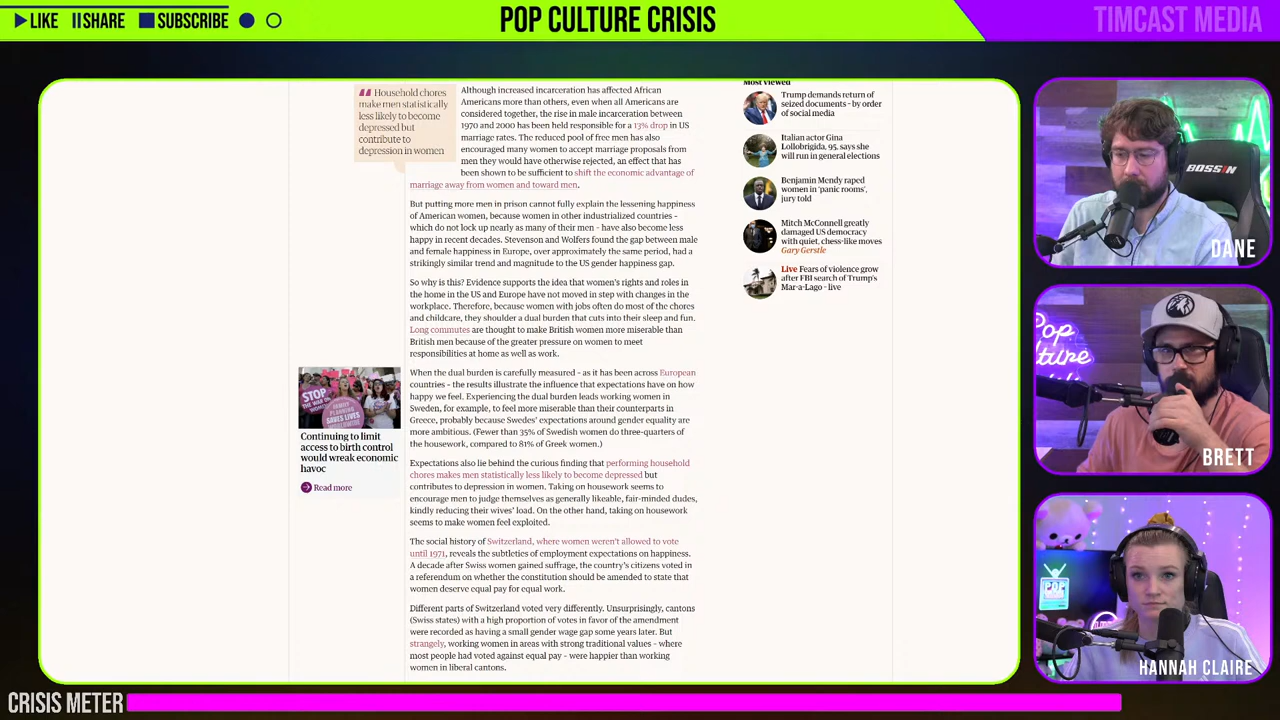 LIKE SHARE SUBSCRIBE
POP CULTURE CRISIS
TIMCAST MEDIA
Household chores
make men statistically
less likely to become
depressed but
contribute to
depression in women
Although increased incarceration has affected African
Americans more than others, even when all Americans are
considered together, the rise in male incarceration between
1970 and 2000 has been held responsible for a 13% drop in US
marriage rates. The reduced pool of free men has also
encouraged many women to accept marriage proposals from
men they would have otherwise rejected, an effect that has
been shown to be sufficient to shift the economic advantage of
marriage away from women and toward men.
But putting more men in prison cannot fully explain the lessening happiness
of American women, because women in other industrialized countries –
which do not lock up nearly as many of their men – have also become less
happy in recent decades. Stevenson and Wolfers found the gap between male
and female happiness in Europe, over approximately the same period, had a
strikingly similar trend and magnitude to the US gender happiness gap.
So why is this? Evidence supports the idea that women's rights and roles in
the home in the US and Europe have not moved in step with changes in the
workplace. Therefore, because women with jobs often do most of the chores
and childcare, they shoulder a dual burden that cuts into their sleep and fun.
Long commutes are thought to make British women more miserable than
British men because of the greater pressure on women to meet
responsibilities at home as well as work.
When the dual burden is carefully measured – as it has been across European
countries – the results illustrate the influence that expectations have on how
happy we feel. Experiencing the dual burden leads working women in
Sweden, for example, to feel more miserable than their counterparts in
Greece, probably because Swedes' expectations around gender equality are
more ambitious. (Fewer than 35% of Swedish women do three-quarters of
the housework, compared to 81% of Greek women.)
Expectations also lie behind the curious finding that performing household
chores makes men statistically less likely to become depressed but
contributes to depression in women. Taking on housework seems to
encourage men to judge themselves as generally likeable, fair-minded dudes,
kindly reducing their wives' load. On the other hand, taking on housework
seems to make women feel exploited.
The social history of Switzerland, where women weren't allowed to vote
until 1971, reveals the subtleties of employment expectations on happiness.
A decade after Swiss women gained suffrage, the country's citizens voted in
a referendum on whether the constitution should be amended to state that
women deserve equal pay for equal work.
Different parts of Switzerland voted very differently. Unsurprisingly, cantons
(Swiss states) with a high proportion of votes in favor of the amendment
were recorded as having a small gender wage gap some years later. But
strangely, working women in areas with strong traditional values – where
most people had voted against equal pay – were happier than working
women in liberal cantons.
STOP
THE WAR ON
FAMILY
PLANNING
SAVES LIVES
Continuing to limit
access to birth control
would wreak economic
havoc
Read more
Most viewed
Trump demands return of
seized documents – by order
of social media
Italian actor Gina
Lollobrigida, 95, says she
will run in general elections
Benjamin Mendy raped
women in 'panic rooms',
jury told
Mitch McConnell greatly
damaged US democracy
with quiet, chess-like moves
Gary Gerstle
Live Fears of violence grow
after FBI search of Trump's
Mar-a-Lago – live
BOSSIN
DANE
Pop
lture
BRETT
POP
HANNAH CLAIRE
CRISIS METER